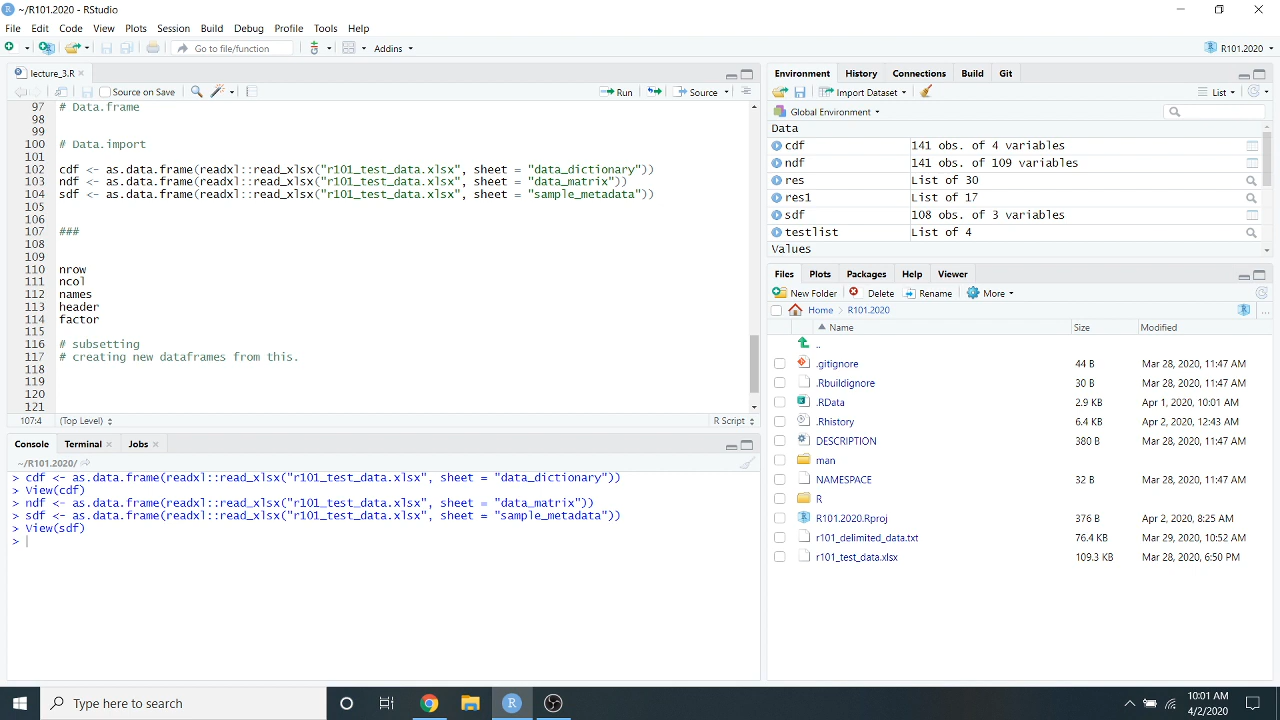 ~/R101.2020 - RStudio
File Edit Code View Plots Session Build Debug Profile Tools Help
Go to file/function Addins R101.2020
lecture_3.R
Source on Save Run Source
97 # Data.frame
98
99
100 # Data.import
101
102 cdf <- as.data.frame(readxl::read_xlsx("r101_test_data.xlsx", sheet = "data_dictionary"))
103 ndf <- as.data.frame(readxl::read_xlsx("r101_test_data.xlsx", sheet = "data_matrix"))
104 sdf <- as.data.frame(readxl::read_xlsx("r101_test_data.xlsx", sheet = "sample_metadata"))
105
106
107 ###
108
109
110 nrow
111 ncol
112 names
113 header
114 factor
115
116 # subsetting
117 # creating new dataframes from this.
118
119
120
121
107:4 (Top Level) R Script
Console Terminal Jobs
~/R101.2020/
> cdf <- as.data.frame(readxl::read_xlsx("r101_test_data.xlsx", sheet = "data_dictionary"))
> View(cdf)
> ndf <- as.data.frame(readxl::read_xlsx("r101_test_data.xlsx", sheet = "data_matrix"))
> sdf <- as.data.frame(readxl::read_xlsx("r101_test_data.xlsx", sheet = "sample_metadata"))
> View(sdf)
>
Environment History Connections Build Git
Import Dataset List
Global Environment
Data
cdf 141 obs. of 4 variables
ndf 141 obs. of 109 variables
res List of 30
res1 List of 17
sdf 108 obs. of 3 variables
testlist List of 4
Values
Files Plots Packages Help Viewer
New Folder Delete Rename More
Home R101.2020
Name Size Modified
..
.gitignore 44 B Mar 28, 2020, 11:47 AM
.Rbuildignore 30 B Mar 28, 2020, 11:47 AM
.RData 2.9 KB Apr 1, 2020, 10:01 AM
.Rhistory 6.4 KB Apr 2, 2020, 12:43 AM
DESCRIPTION 380 B Mar 28, 2020, 11:47 AM
man
NAMESPACE 32 B Mar 28, 2020, 11:47 AM
R
R101.2020.Rproj 376 B Apr 2, 2020, 8:25 AM
r101_delimited_data.txt 76.4 KB Mar 29, 2020, 10:52 AM
r101_test_data.xlsx 109.3 KB Mar 28, 2020, 6:50 PM
Type here to search
10:01 AM
4/2/2020